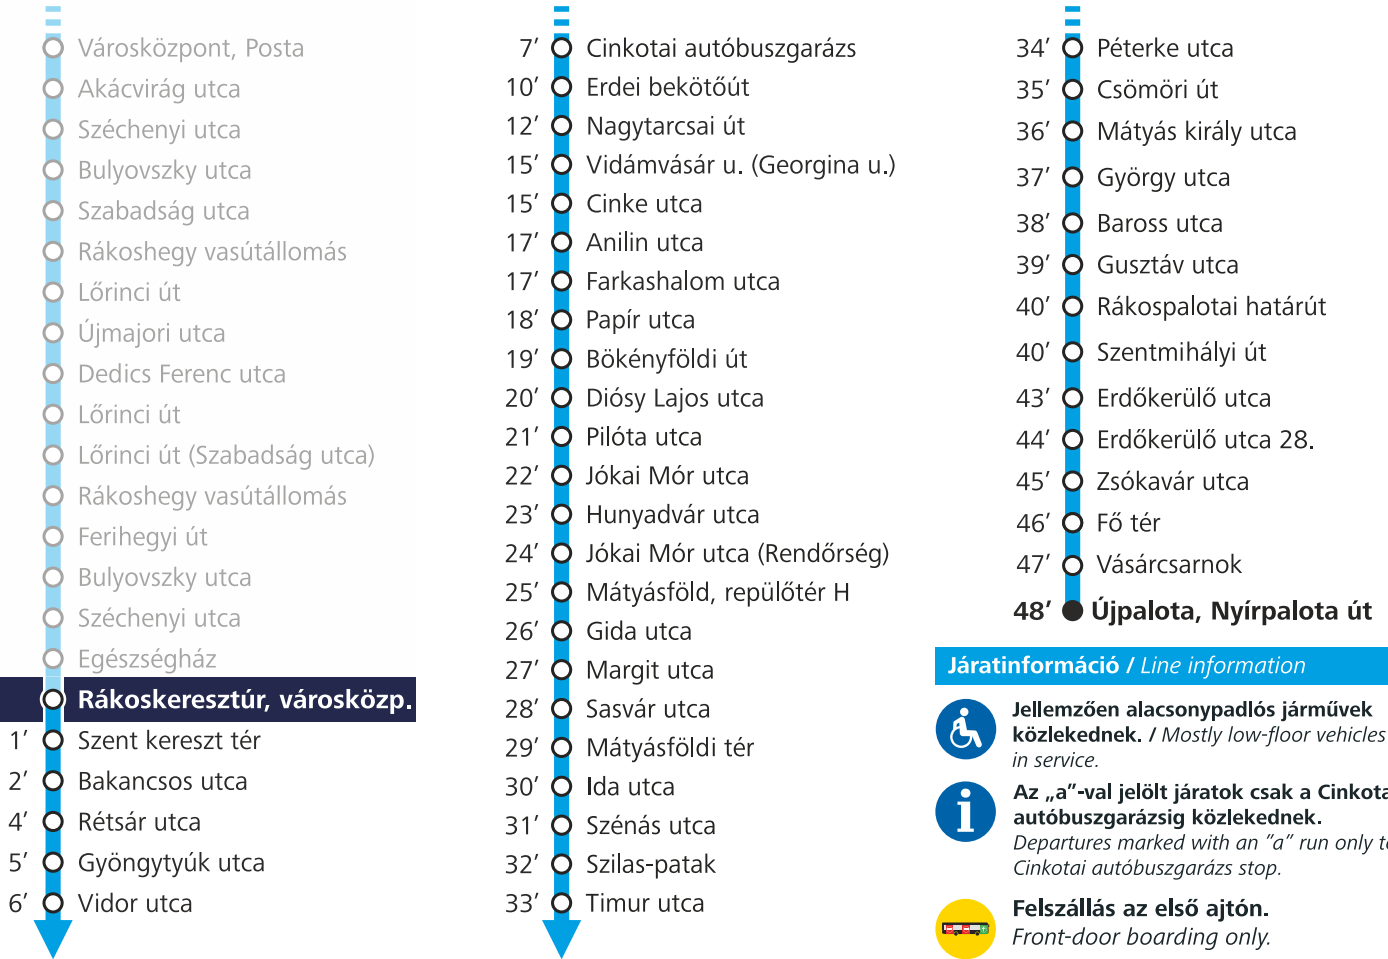 Városközpont, Posta
Akácvirág utca
Széchenyi utca
Bulyovszky utca
Szabadság utca
Rákoshegy vasútállomás
Lőrinci út
Újmajori utca
Dedics Ferenc utca
Lőrinci út
Lőrinci út (Szabadság utca)
Rákoshegy vasútállomás
Ferihegyi út
Bulyovszky utca
Széchenyi utca
Egészségház
Rákoskeresztúr, városközp.
1' Szent kereszt tér
2' Bakancsos utca
4' Rétsár utca
5' Gyöngytyúk utca
6' Vidor utca
7' Cinkotai autóbuszgarázs
10' Erdei bekötőút
12' Nagytarcsai út
15' Vidámvásár u. (Georgina u.)
15' Cinke utca
17' Anilin utca
17' Farkashalom utca
18' Papír utca
19' Bökényföldi út
20' Diósy Lajos utca
21' Pilóta utca
22' Jókai Mór utca
23' Hunyadvár utca
24' Jókai Mór utca (Rendőrség)
25' Mátyásföld, repülőtér H
26' Gida utca
27' Margit utca
28' Sasvár utca
29' Mátyásföldi tér
30' Ida utca
31' Szénás utca
32' Szilas-patak
33' Timur utca
34' Péterke utca
35' Csömöri út
36' Mátyás király utca
37' György utca
38' Baross utca
39' Gusztáv utca
40' Rákospalotai határút
40' Szentmihályi út
43' Erdőkerülő utca
44' Erdőkerülő utca 28.
45' Zsókavár utca
46' Fő tér
47' Vásárcsarnok
48' Újpalota, Nyírpalota út
Járatinformáció / Line information
Jellemzően alacsonypadlós járművek
közlekednek. / Mostly low-floor vehicles
in service.
Az „a"-val jelölt járatok csak a Cinkota
autóbuszgarázsig közlekednek.
Departures marked with an "a" run only to
Cinkotai autóbuszgarázs stop.
Felszállás az első ajtón.
Front-door boarding only.